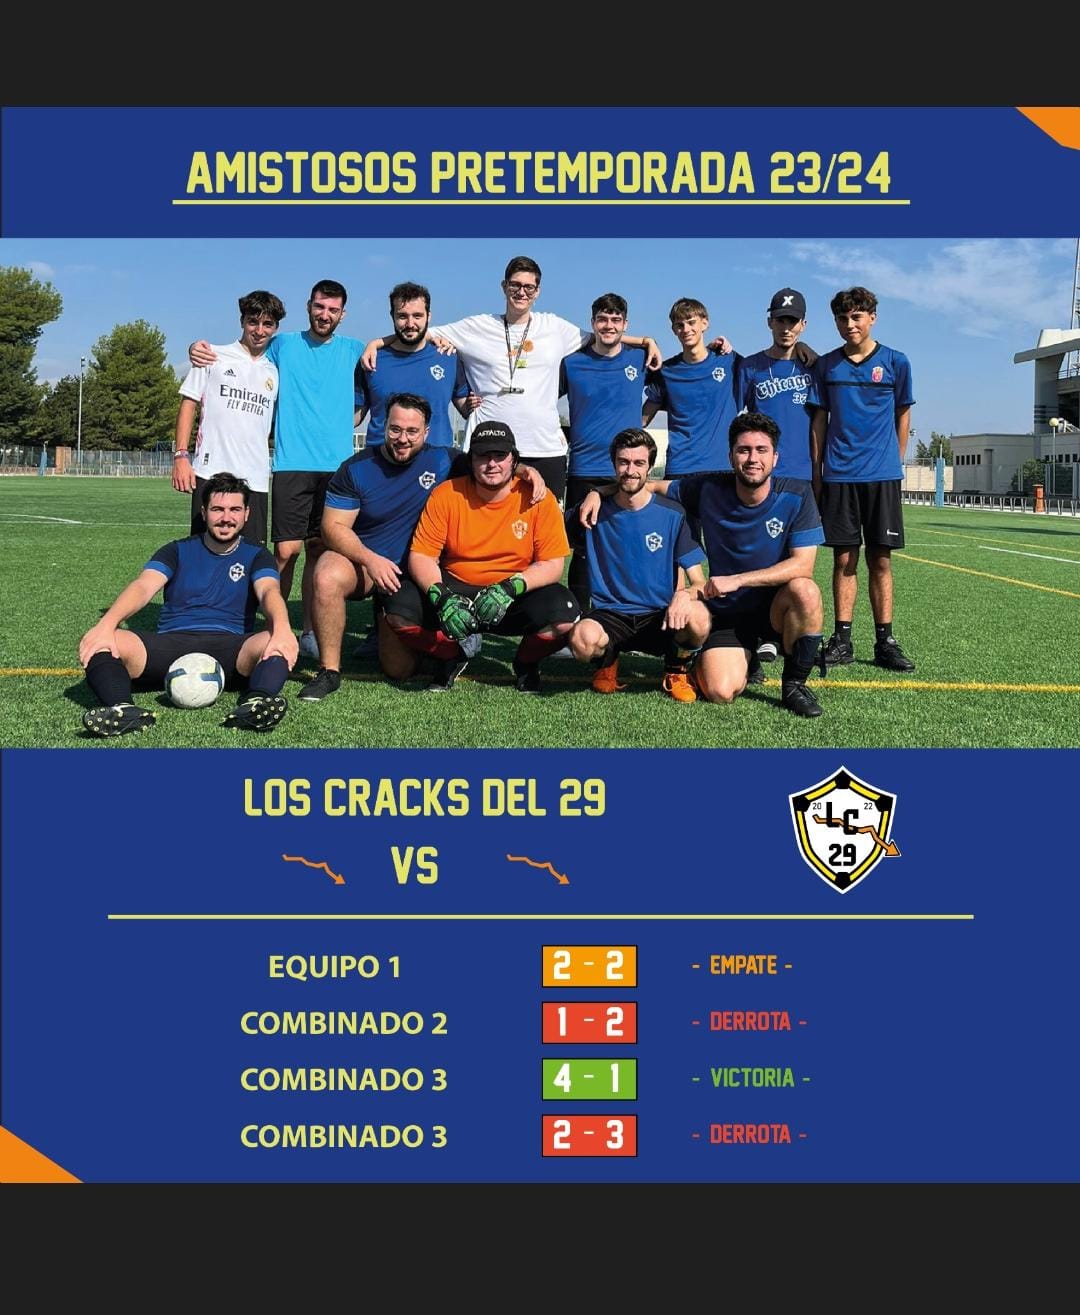 AMISTOSOS PRETEMPORADA 23/24
Emirates
FLY BETTER
Chicago
ASFALTO
X
LOS CRACKS DEL 29
VS
20 LC 22
29
EQUIPO 1 2 - 2 - EMPATE -
COMBINADO 2 1 - 2 - DERROTA -
COMBINADO 3 4 - 1 - VICTORIA -
COMBINADO 3 2 - 3 - DERROTA -